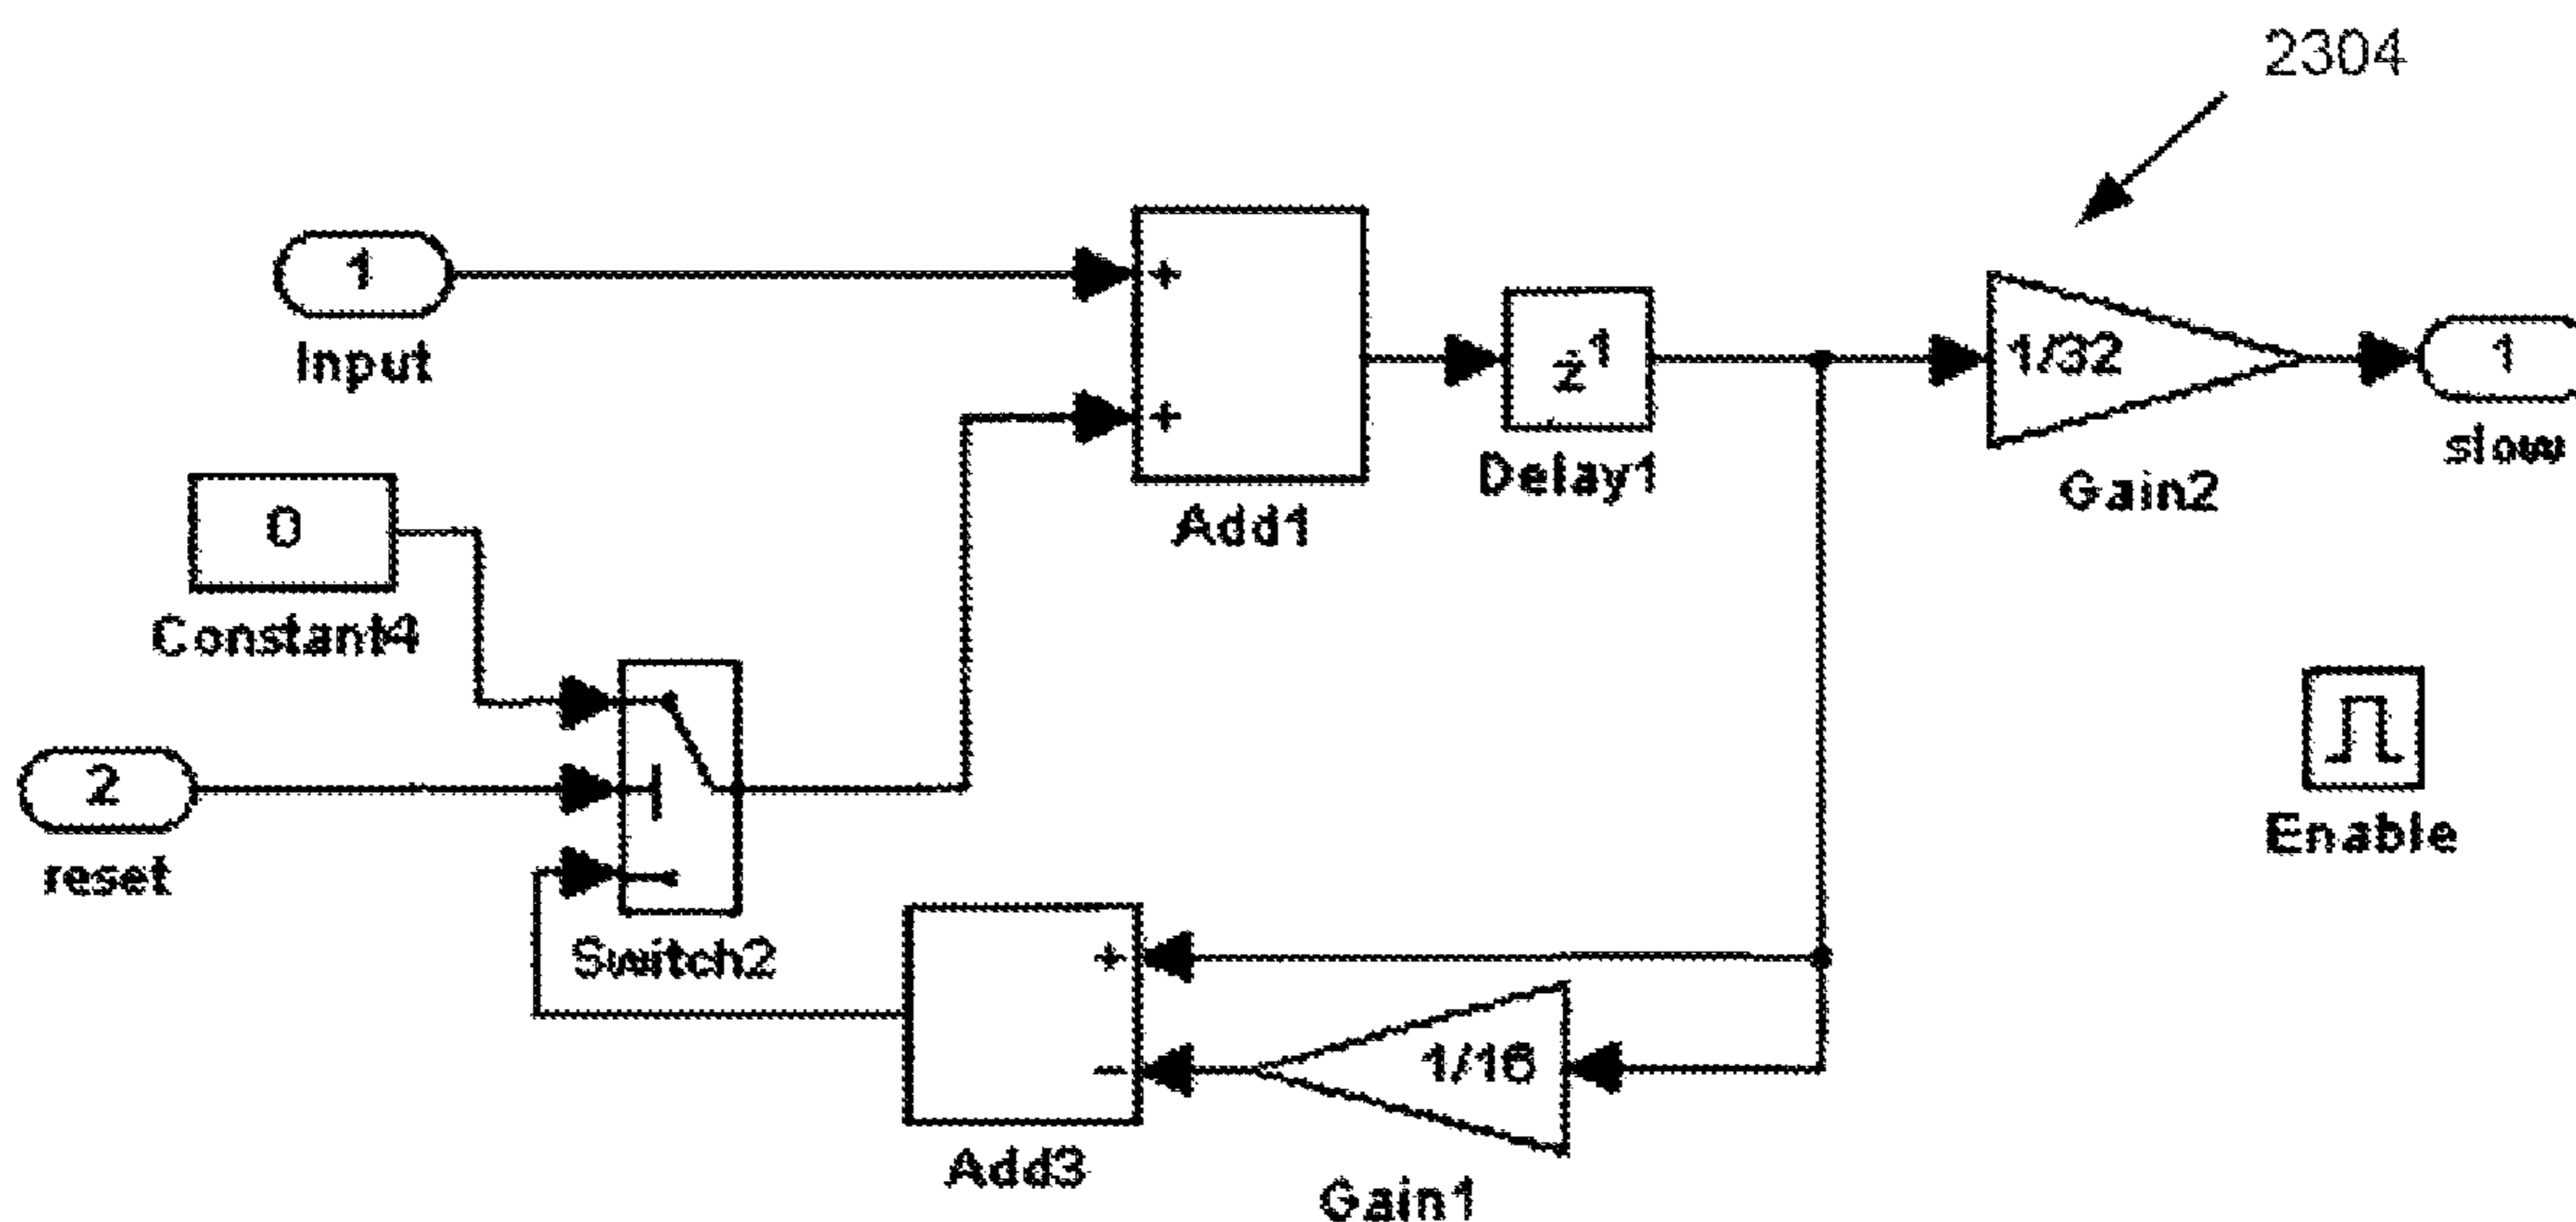 2304
1
Input
+
+
Add1
z1
Delay1
1/32
Gain2
1
slow
0
Constant4
2
reset
Switch2
Enable
+
-
Add3
1/16
Gain1